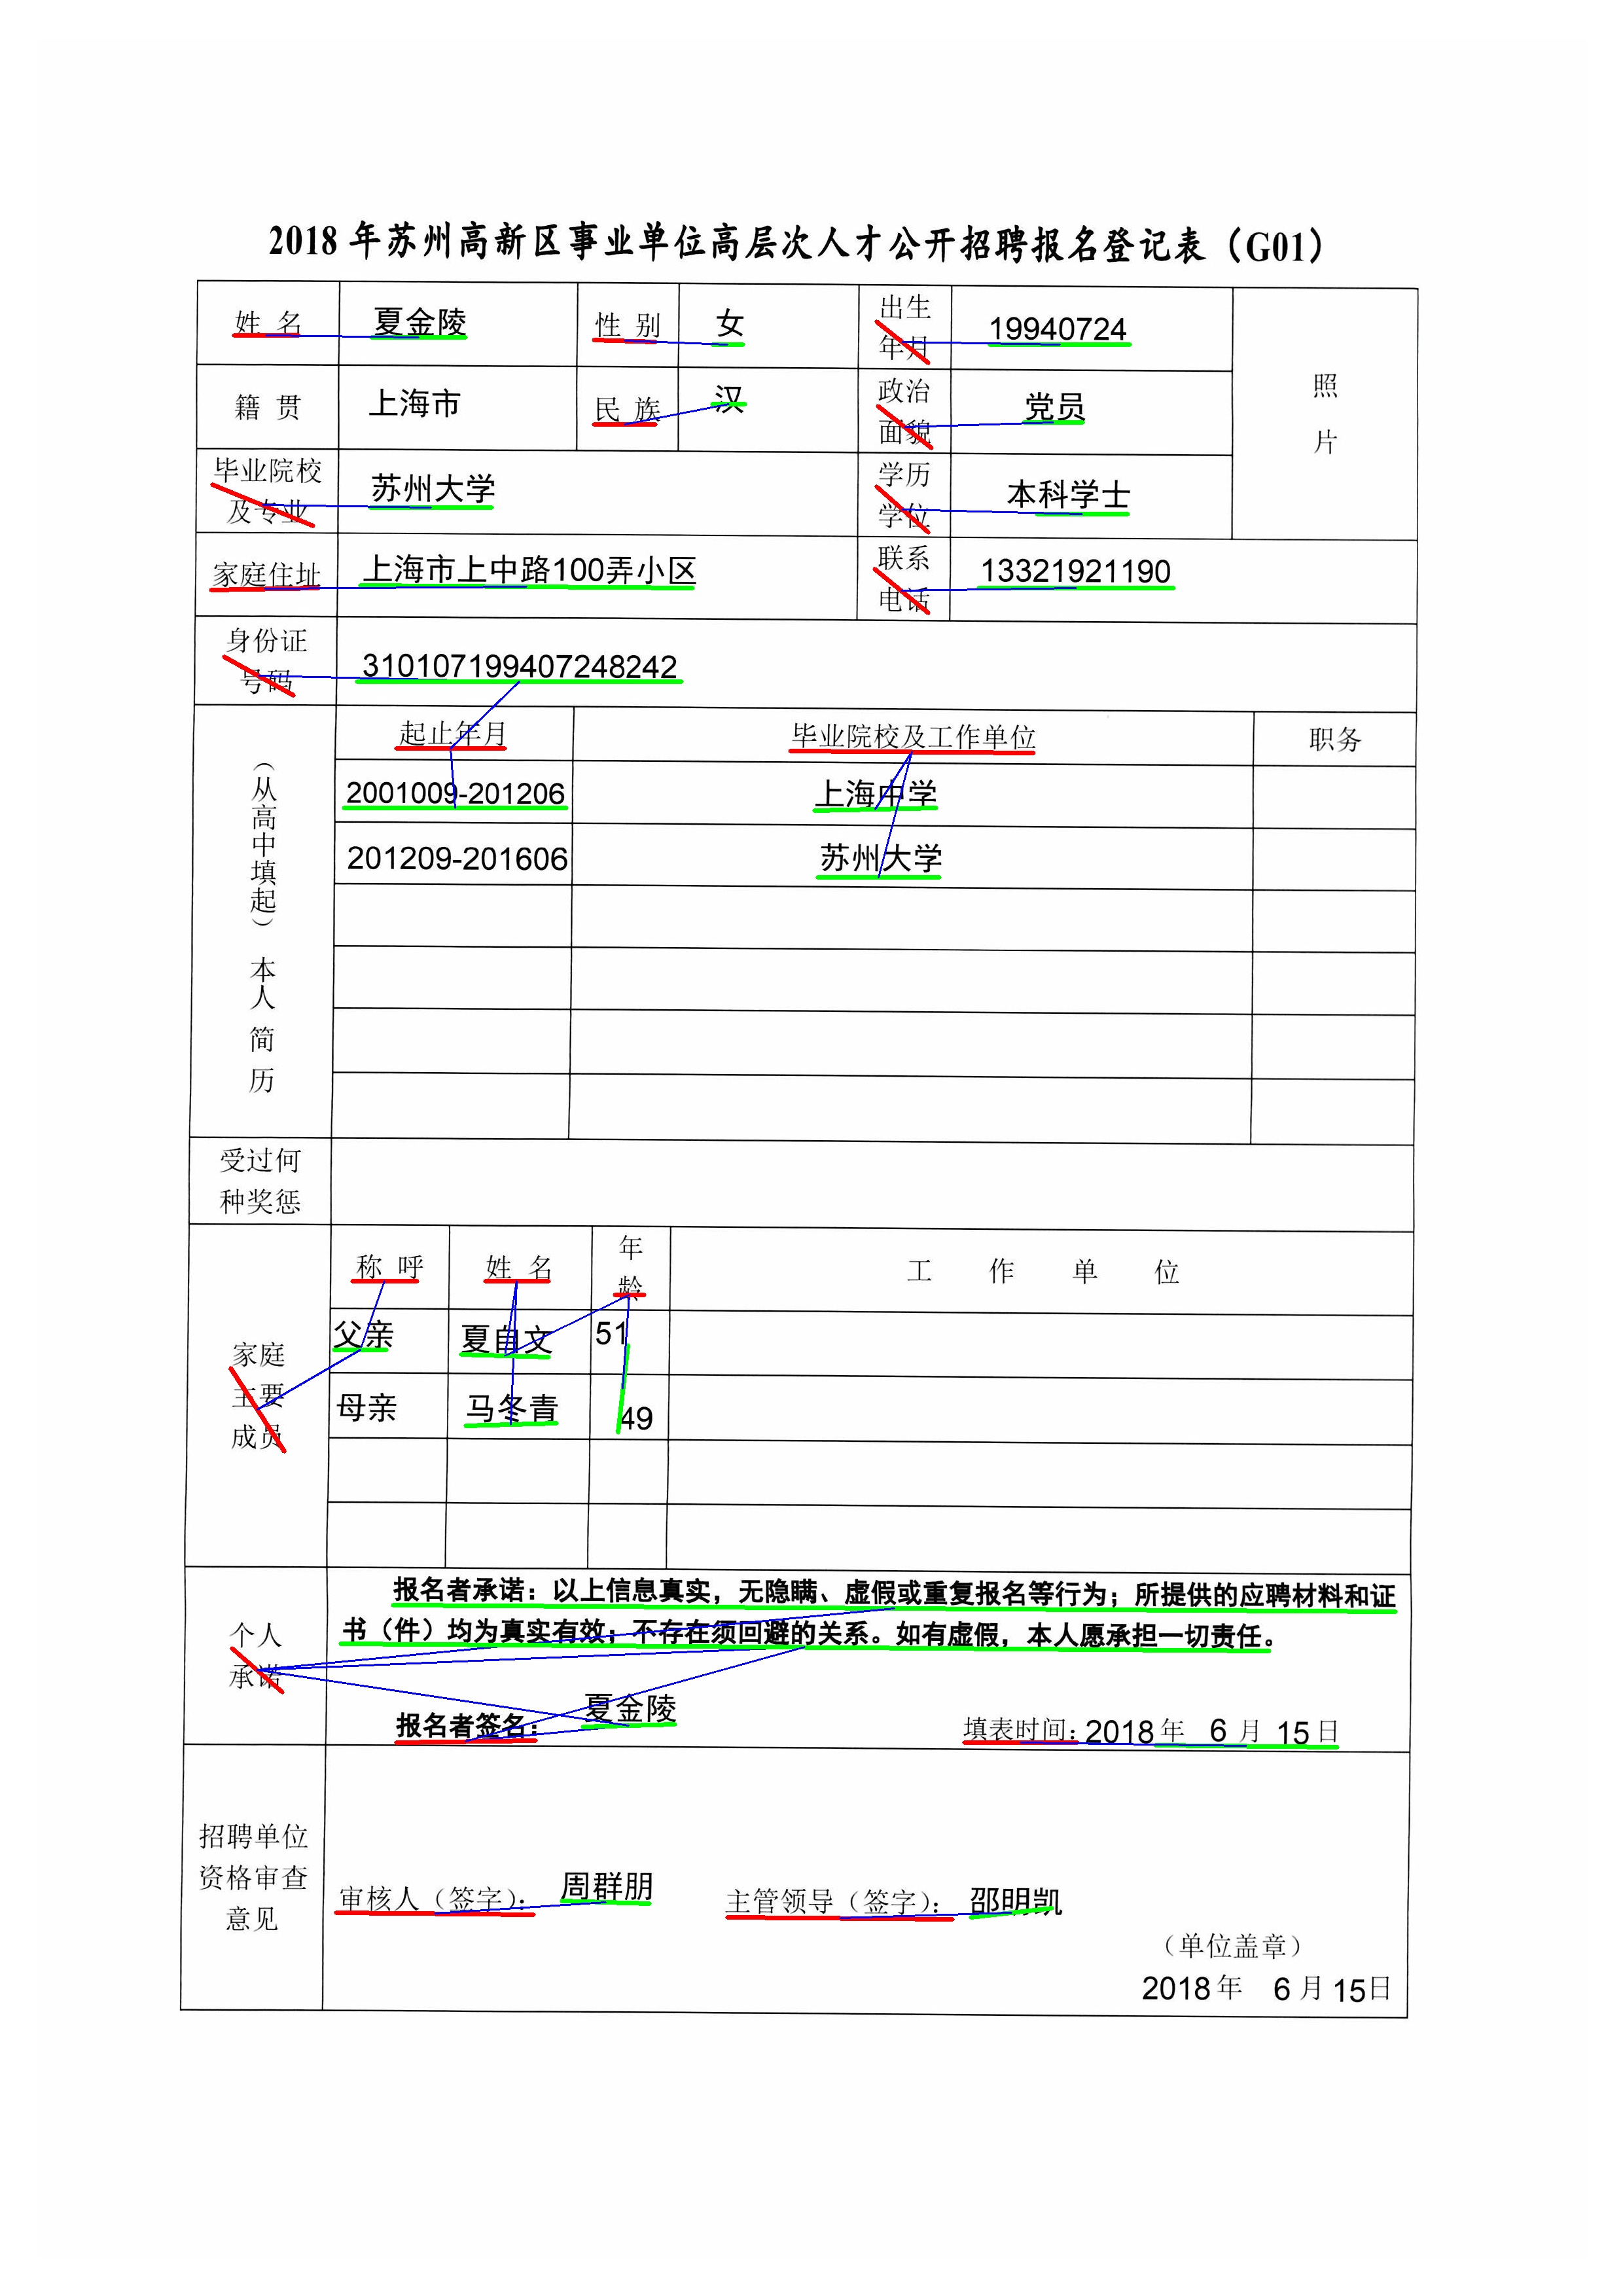 2018 年苏州高新区事业单位高层次人才公开招聘报名登记表（G01）
姓 名 夏金陵 性 别 女 出生年月 19940724 照片
籍 贯 上海市 民 族 汉 政治面貌 党员
毕业院校及专业 苏州大学 学历学位 本科学士
家庭住址 上海市上中路100弄小区 联系电话 13321921190
身份证号码 310107199407248242
（从高中填起）本人简历
起止年月 毕业院校及工作单位 职务
2001009-201206 上海中学
201209-201606 苏州大学
受过何种奖惩
家庭主要成员
称 呼 姓 名 年龄 工 作 单 位
父亲 夏自文 51
母亲 马冬青 49
个人承诺
报名者承诺：以上信息真实，无隐瞒、虚假或重复报名等行为；所提供的应聘材料和证
书（件）均为真实有效；不存在须回避的关系。如有虚假，本人愿承担一切责任。
报名者签名： 夏金陵 填表时间：2018年 6 月 15日
招聘单位资格审查意见
审核人（签字）： 周群朋 主管领导（签字）： 邵明凯
（单位盖章）
2018年 6 月 15日